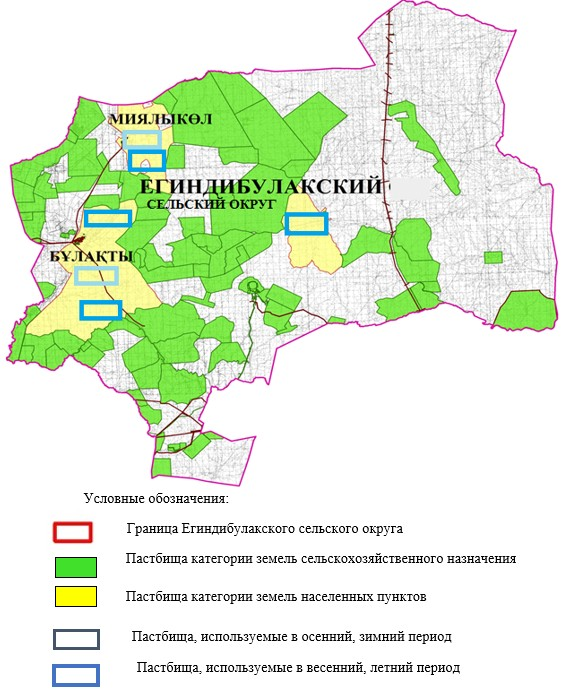 МИЯЛЫКӨЛ
ЕГИНДИБУЛАКСКИЙ
СЕЛЬСКИЙ ОКРУГ
БҰЛАҚТЫ
Условные обозначения:
Граница Егиндибулакского сельского округа
Пастбища категории земель сельскохозяйственного назначения
Пастбища категории земель населенных пунктов
Пастбища, используемые в осенний, зимний период
Пастбища, используемые в весенний, летний период